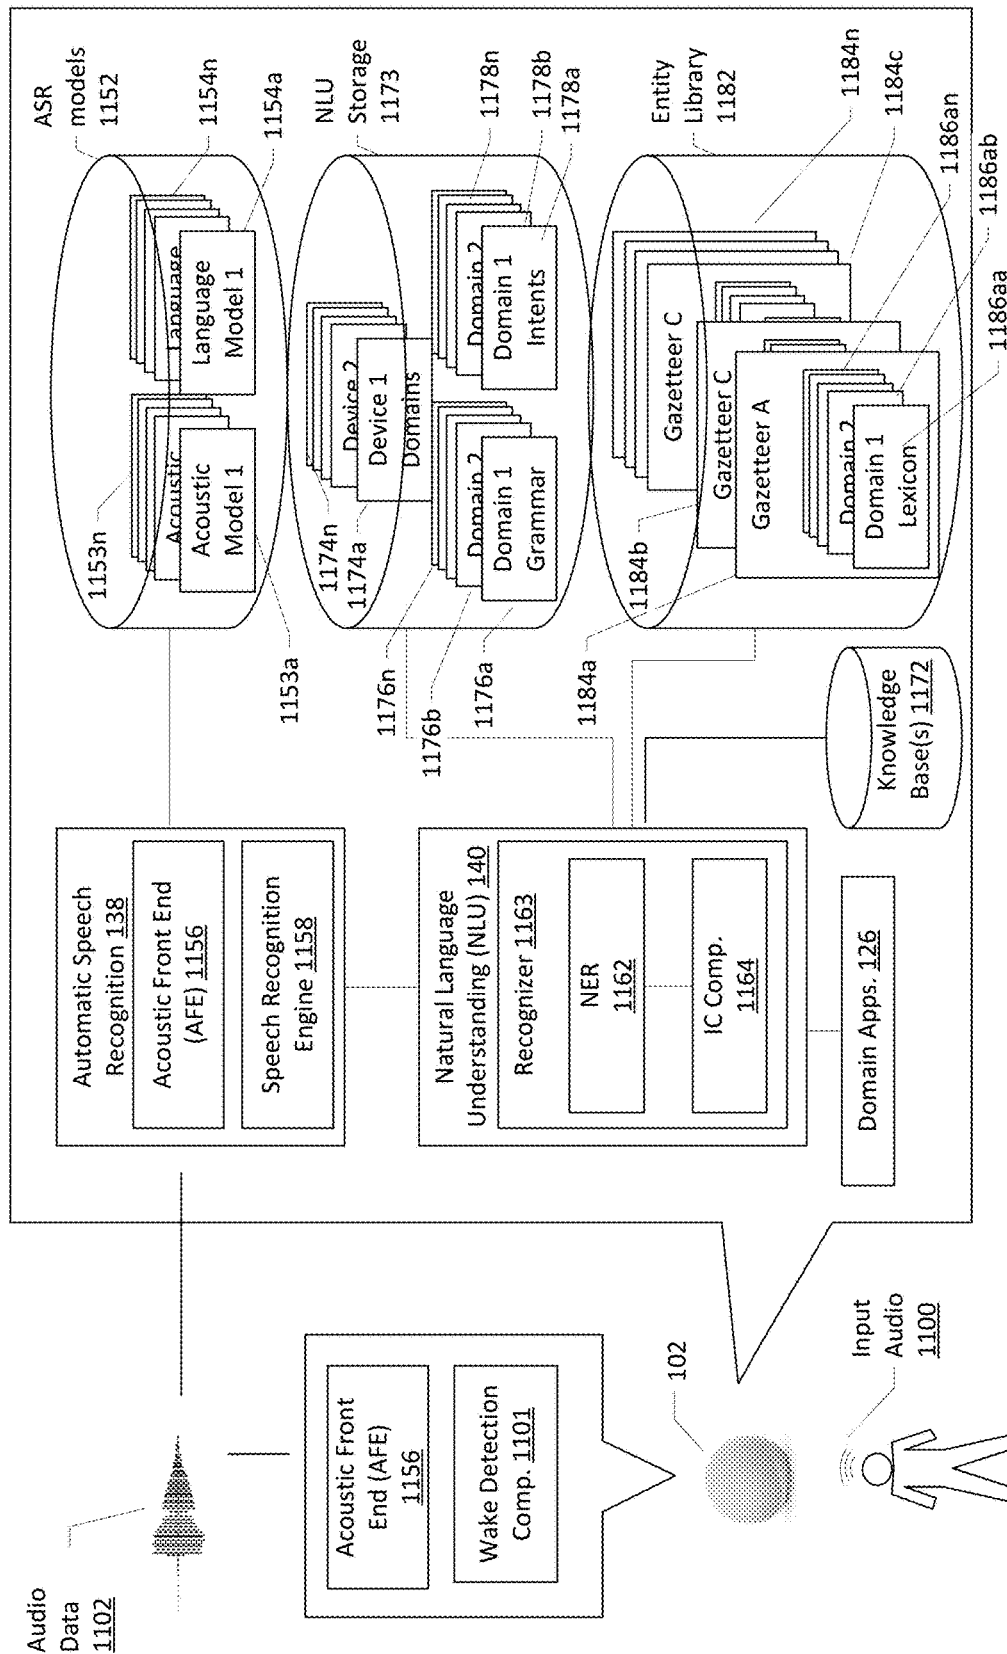 Audio
Data
1102
Acoustic Front
End (AFE)
1156
Wake Detection
Comp. 1101
102
Input
Audio
1100
Automatic Speech
Recognition 138
Acoustic Front End
(AFE) 1156
Speech Recognition
Engine 1158
Natural Language
Understanding (NLU) 140
Recognizer 1163
NER
1162
IC Comp.
1164
Domain Apps. 126
Knowledge
Base(s) 1172
ASR
models
1152
1153n
1153a
Acoustic
Acoustic
Model 1
Language
Language
Model 1
1154n
1154a
NLU
Storage
1173
1174n
1174a
Device 2
Device 1
Domains
1176n
1176b
1176a
Domain 2
Domain 1
Grammar
Domain 2
Domain 1
Intents
1178n
1178b
1178a
Entity
Library
1182
1184b
1184a
Gazetteer C
Gazetteer C
Gazetteer A
Domain 2
Domain 1
Lexicon
1184n
1184c
1186an
1186ab
1186aa